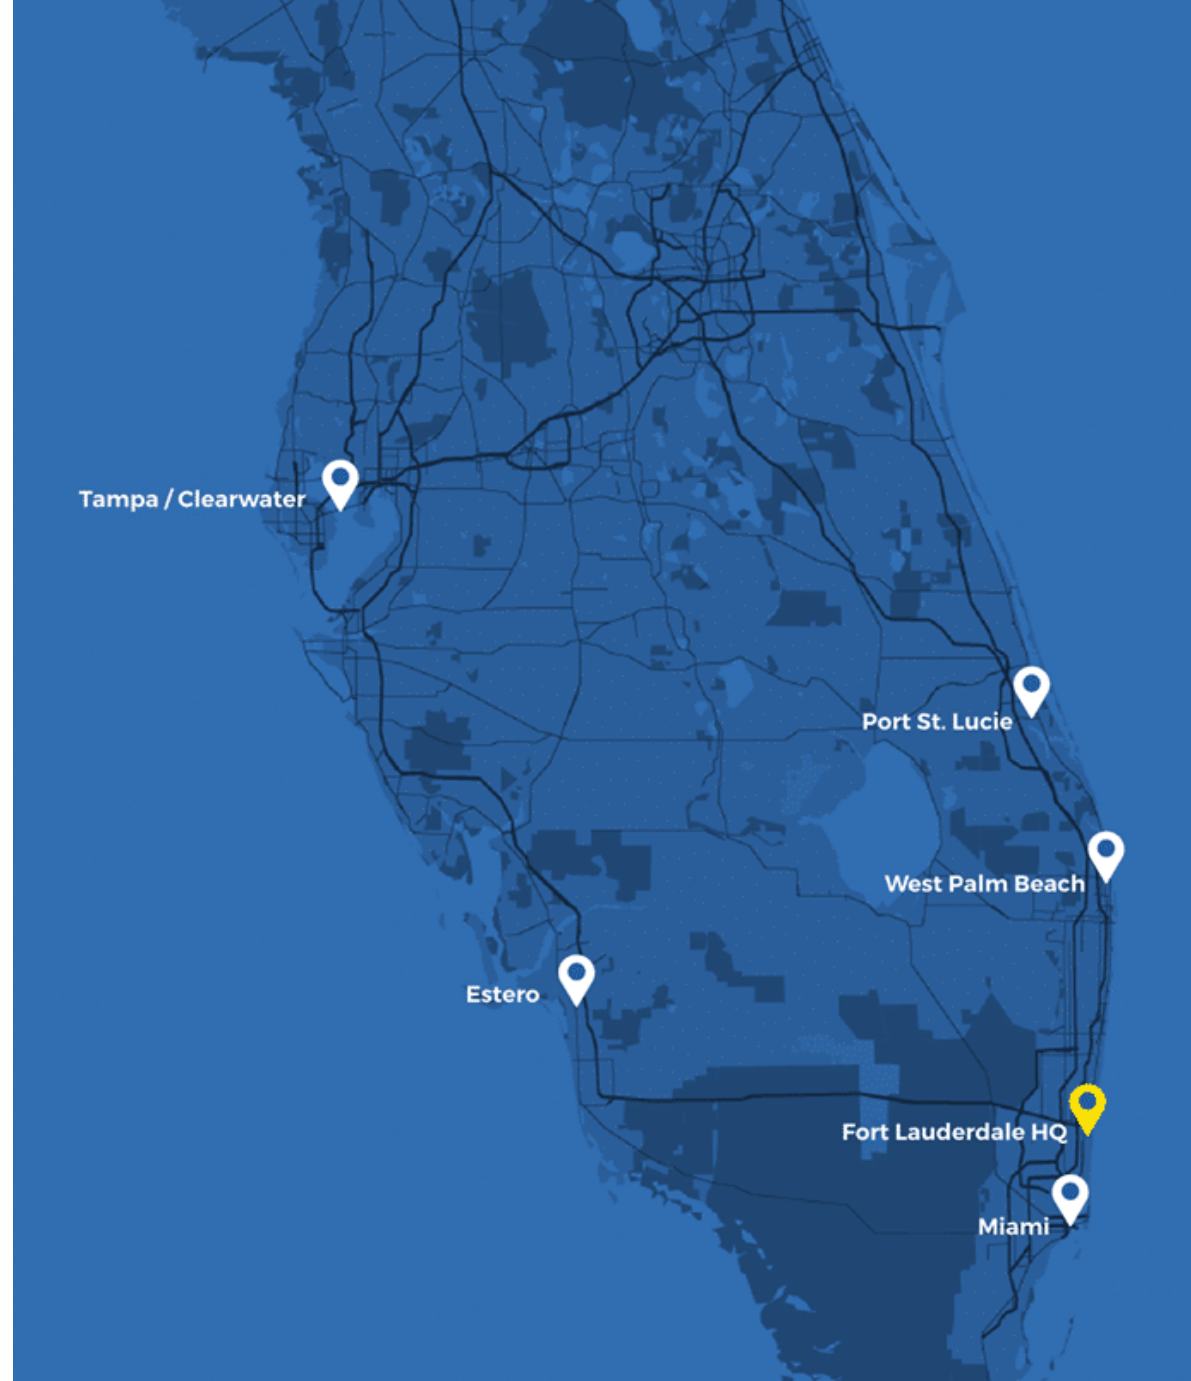 Tampa / Clearwater
Port St. Lucie
West Palm Beach
Estero
Fort Lauderdale HQ
Miami